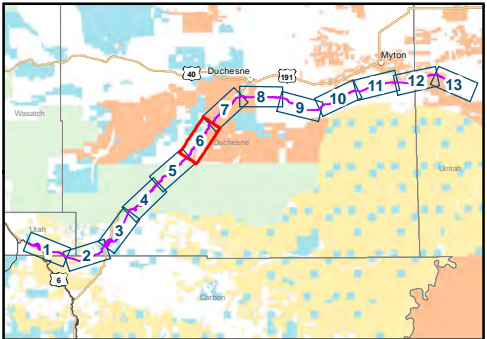 Myton
40
Duchesne
191
13
12
11
10
9
8
7
Wasatch
6
Duchesne
5
Uintah
4
3
Utah
1
2
6
Carbon